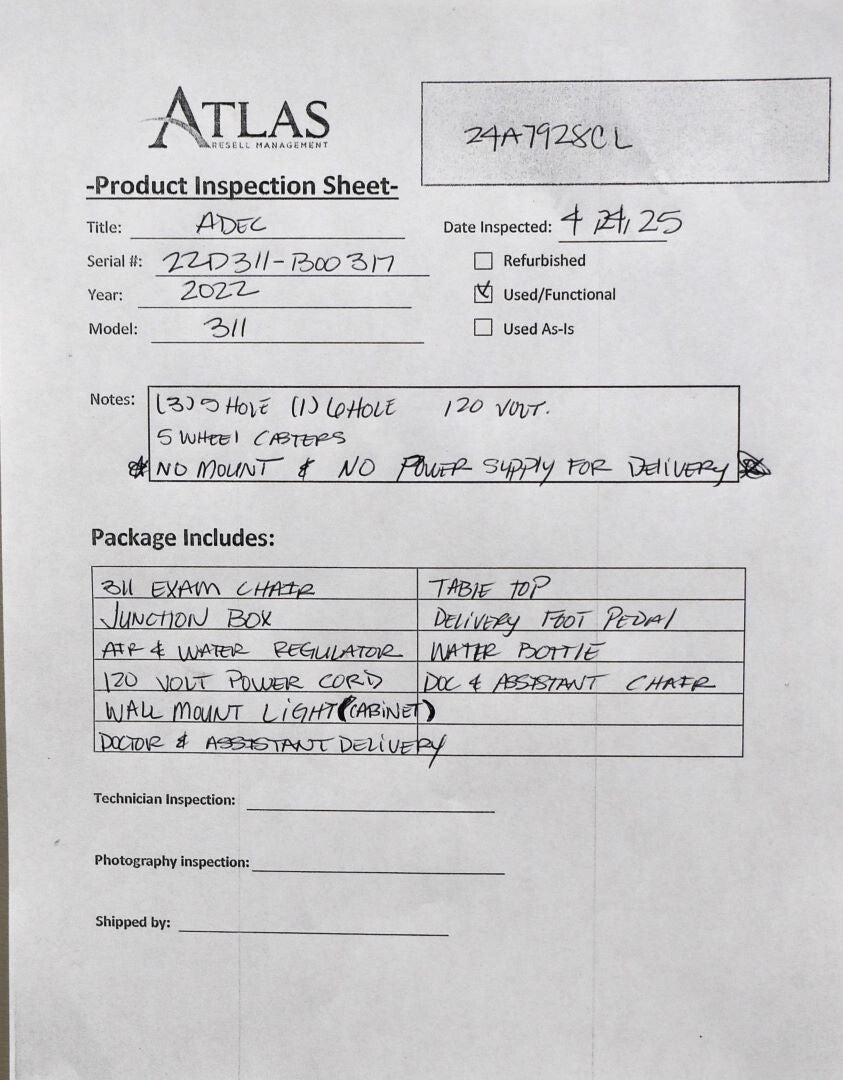 ATLAS
RESELL MANAGEMENT
24A7928CL
-Product Inspection Sheet-
Title: ADEC
Date Inspected: 4 24, 25
Serial #: 22D311-B00317
Refurbished
Year: 2022
Used/Functional
Model: 311
Used As-Is
Notes: (3) 5 HOLE (1) 6 HOLE 120 VOLT.
5 WHEEL CASTERS
NO MOUNT & NO POWER SUPPLY FOR DELIVERY
Package Includes:
311 EXAM CHAIR TABLE TOP
JUNCTION BOX DELIVERY FOOT PEDAL
AIR & WATER REGULATOR WATER BOTTLE
120 VOLT POWER CORD DOC & ASSISTANT CHAIR
WALL MOUNT LIGHT (CABINET)
DOCTOR & ASSISTANT DELIVERY
Technician Inspection:
Photography inspection:
Shipped by: